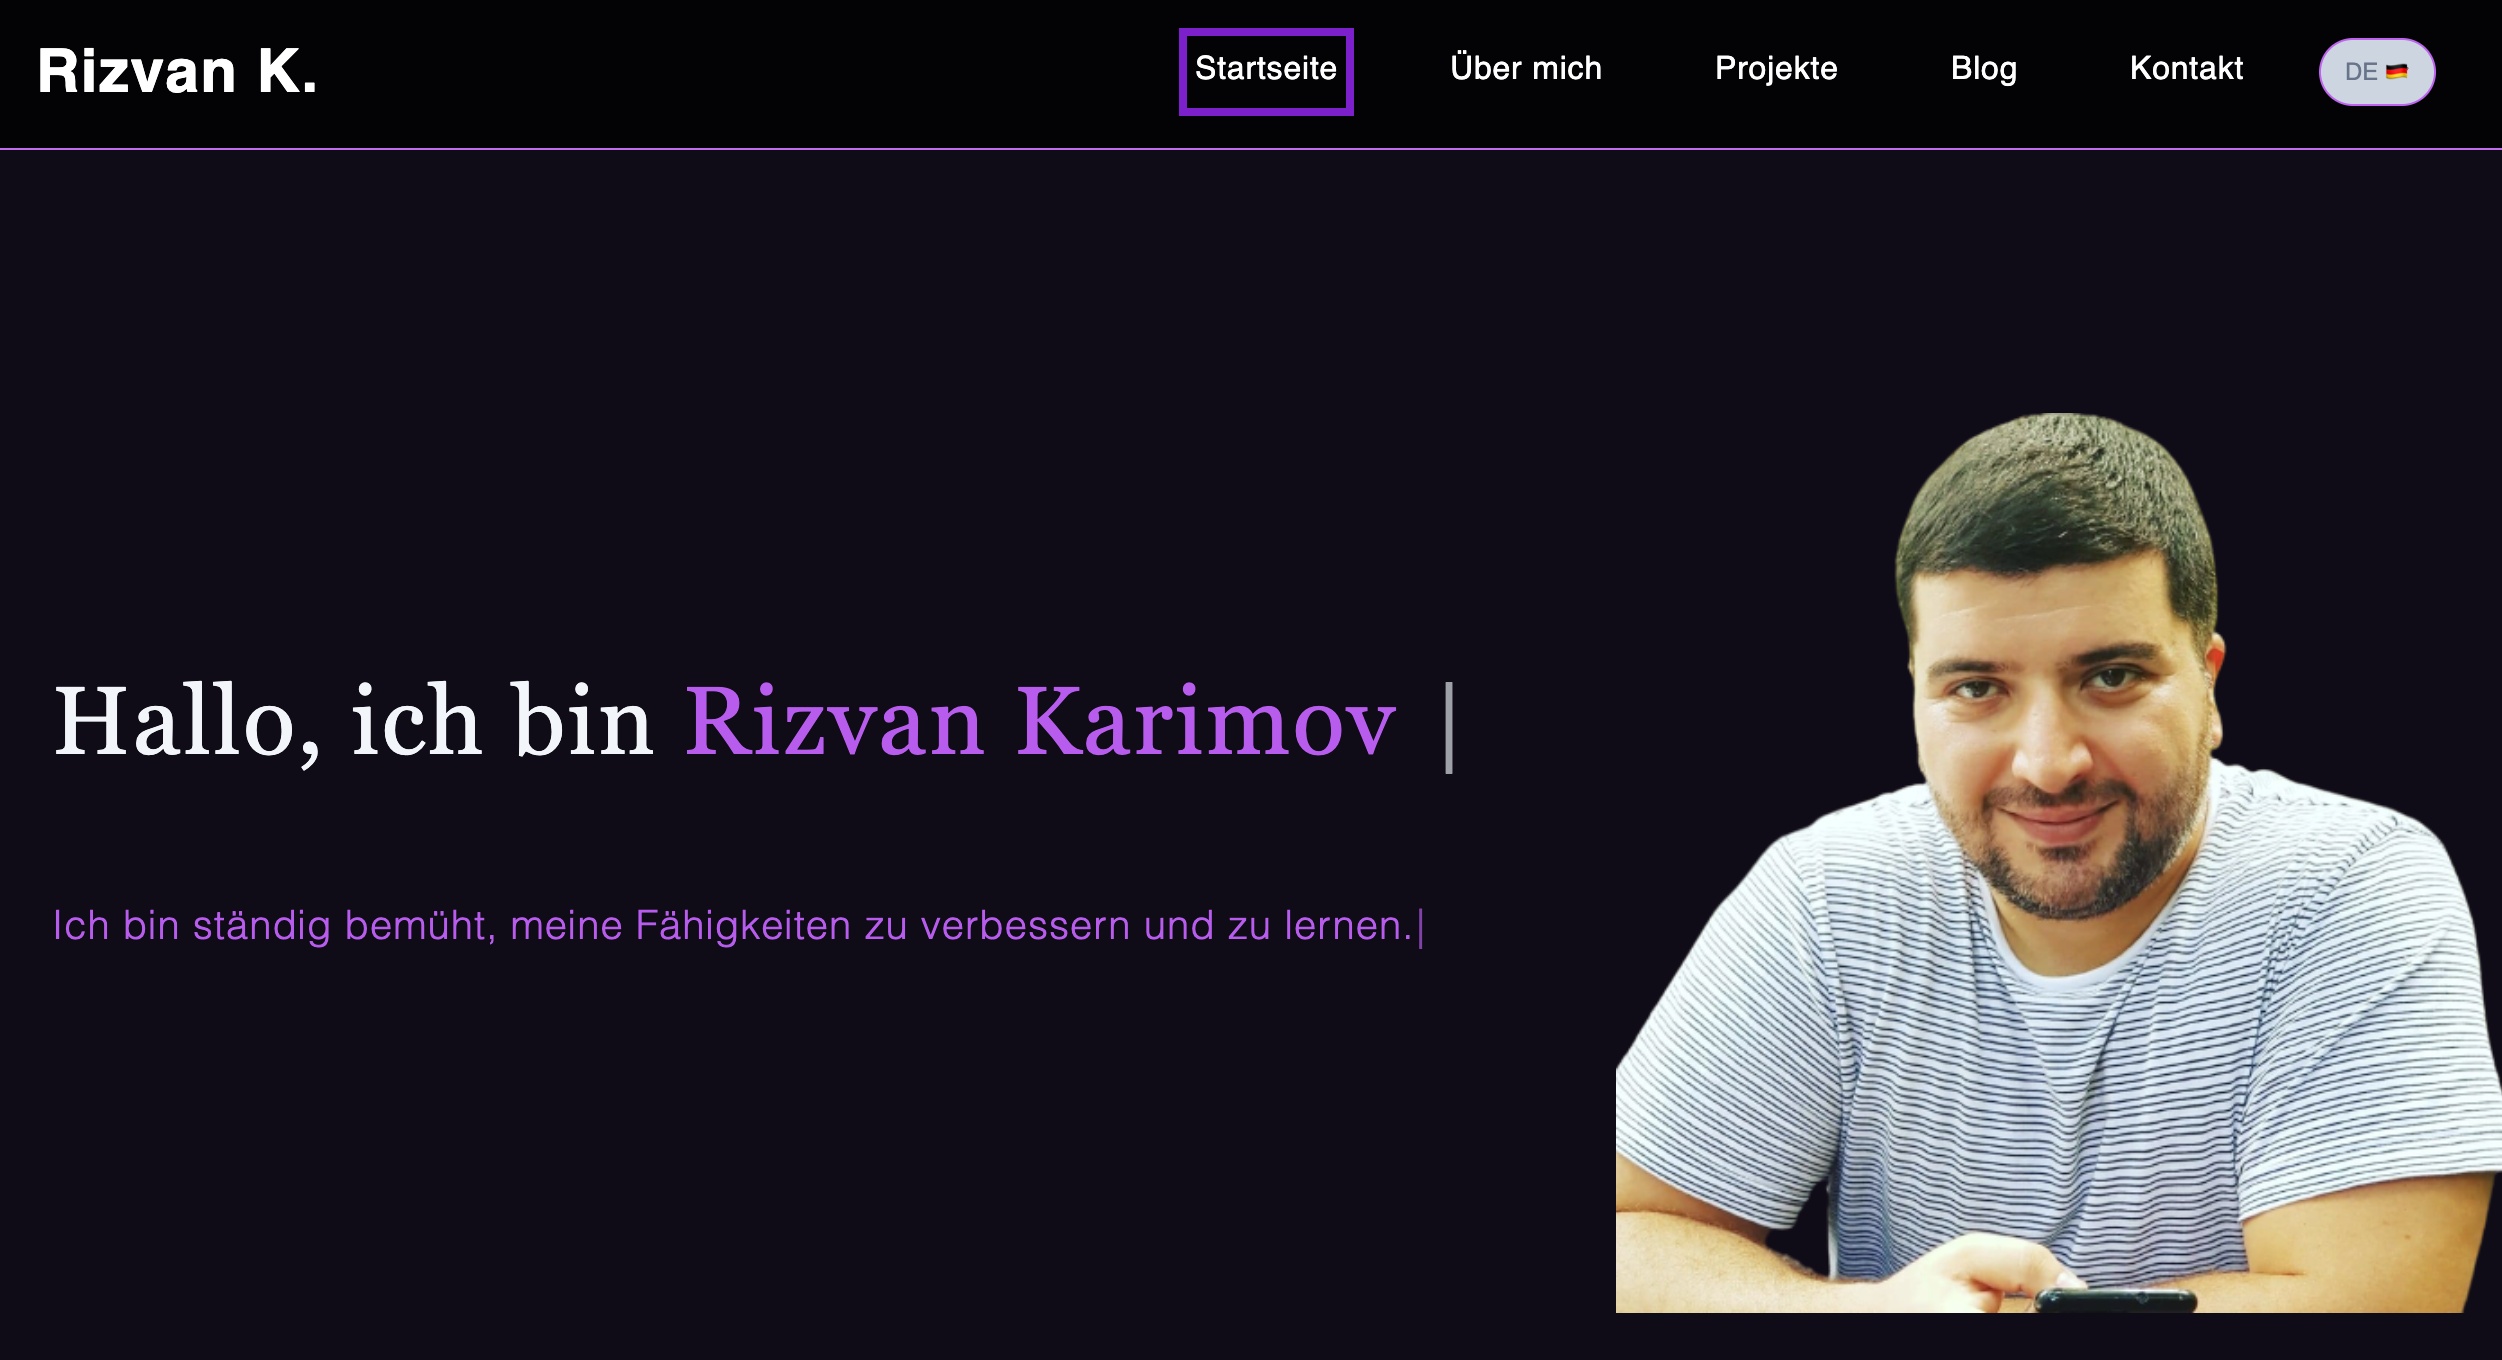 Rizvan K.
Startseite Über mich Projekte Blog Kontakt DE 🇩🇪
Hallo, ich bin Rizvan Karimov |
Ich bin ständig bemüht, meine Fähigkeiten zu verbessern und zu lernen.|